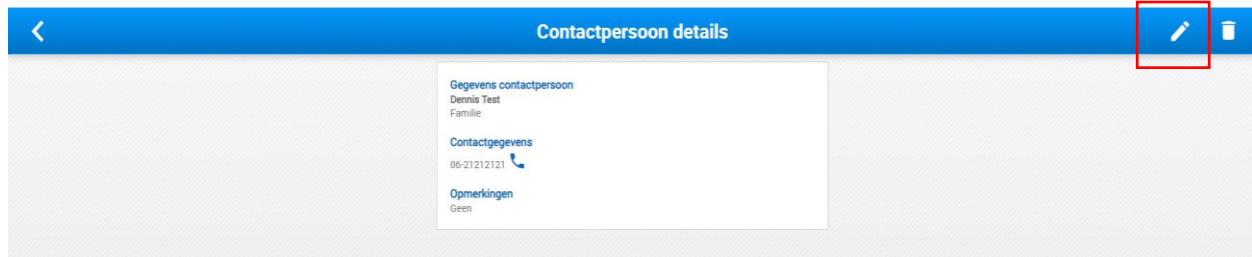 Contactpersoon details
Gegevens contactpersoon
Dennis Test
Familie
Contactgegevens
06-21212121
Opmerkingen
Geen